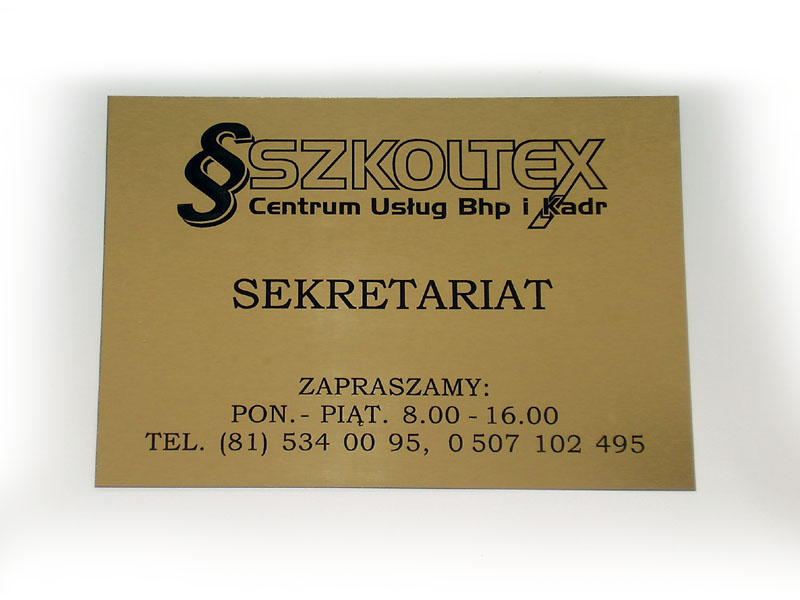 §SZKOLTEX
Centrum Usług Bhp i Kadr
SEKRETARIAT
ZAPRASZAMY:
PON. - PIĄT. 8.00 - 16.00
TEL. (81) 534 00 95, 0 507 102 495